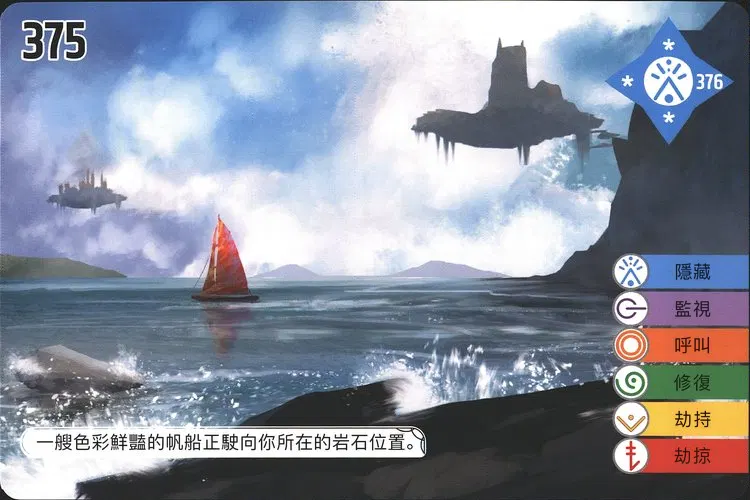 375
* 
* 376
*
隱藏
監視
呼叫
修復
劫持
劫掠
一艘色彩鮮豔的帆船正駛向你所在的岩石位置。